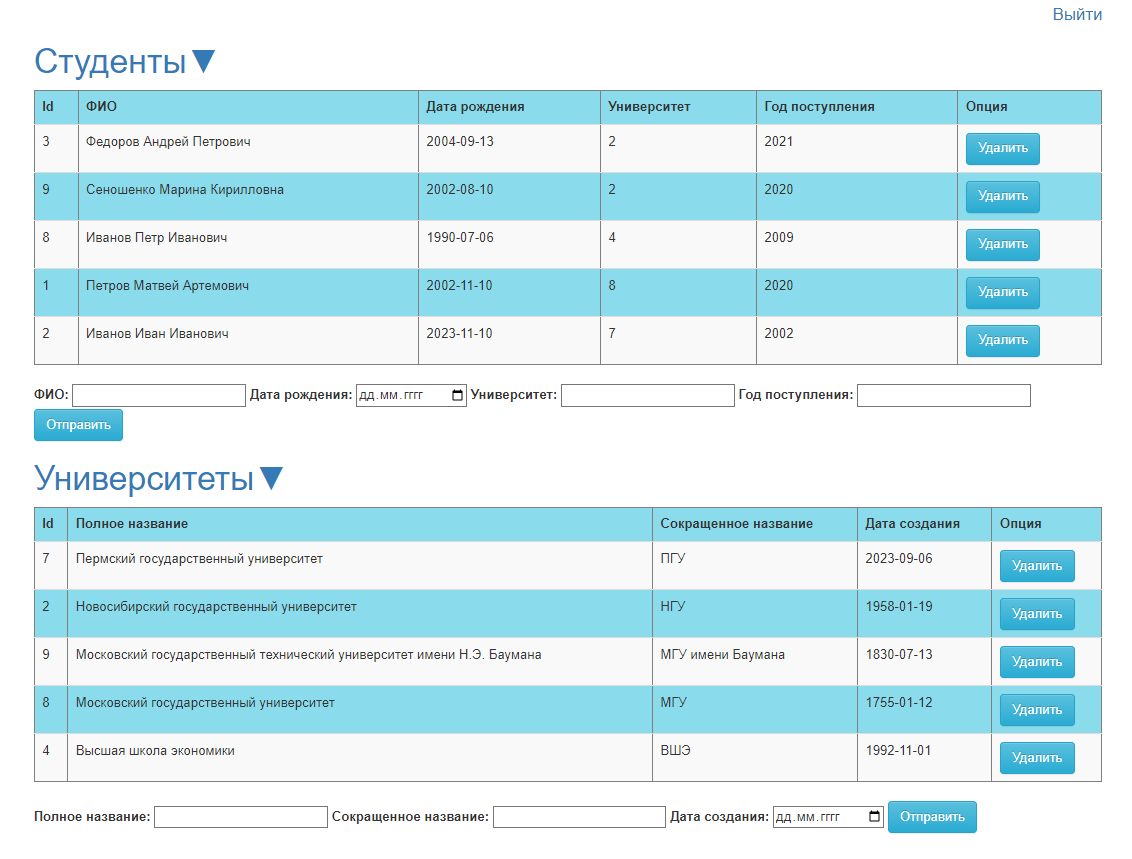 Выйти
Студенты▼
Id ФИО Дата рождения Университет Год поступления Опция
3 Федоров Андрей Петрович 2004-09-13 2 2021 Удалить
9 Сеношенко Марина Кирилловна 2002-08-10 2 2020 Удалить
8 Иванов Петр Иванович 1990-07-06 4 2009 Удалить
1 Петров Матвей Артемович 2002-11-10 8 2020 Удалить
2 Иванов Иван Иванович 2023-11-10 7 2002 Удалить
ФИО: Дата рождения: дд.мм.гггг Университет: Год поступления:
Отправить
Университеты▼
Id Полное название Сокращенное название Дата создания Опция
7 Пермский государственный университет ПГУ 2023-09-06 Удалить
2 Новосибирский государственный университет НГУ 1958-01-19 Удалить
9 Московский государственный технический университет имени Н.Э. Баумана МГУ имени Баумана 1830-07-13 Удалить
8 Московский государственный университет МГУ 1755-01-12 Удалить
4 Высшая школа экономики ВШЭ 1992-11-01 Удалить
Полное название: Сокращенное название: Дата создания: дд.мм.гггг Отправить